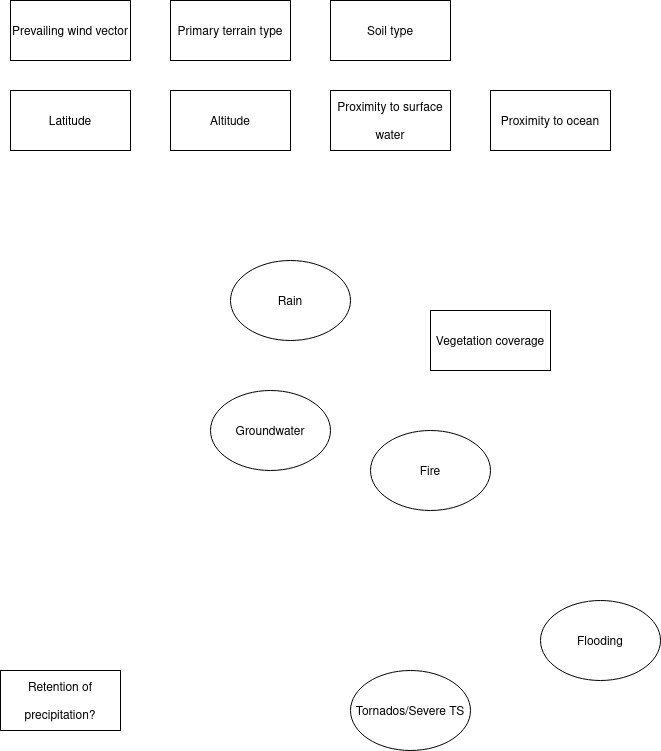 Prevailing wind vector
Primary terrain type
Soil type
Latitude
Altitude
Proximity to surface
water
Proximity to ocean
Rain
Vegetation coverage
Groundwater
Fire
Flooding
Retention of
precipitation?
Tornados/Severe TS